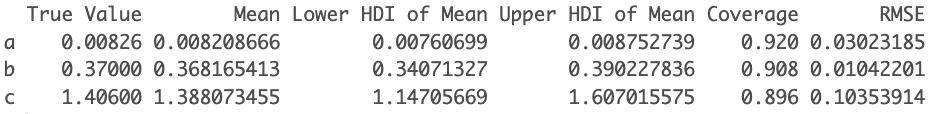 True Value Mean Lower HDI of Mean Upper HDI of Mean Coverage RMSE
a 0.00826 0.008208666 0.00760699 0.008752739 0.920 0.03023185
b 0.37000 0.368165413 0.34071327 0.390227836 0.908 0.01042201
c 1.40600 1.388073455 1.14705669 1.607015575 0.896 0.10353914